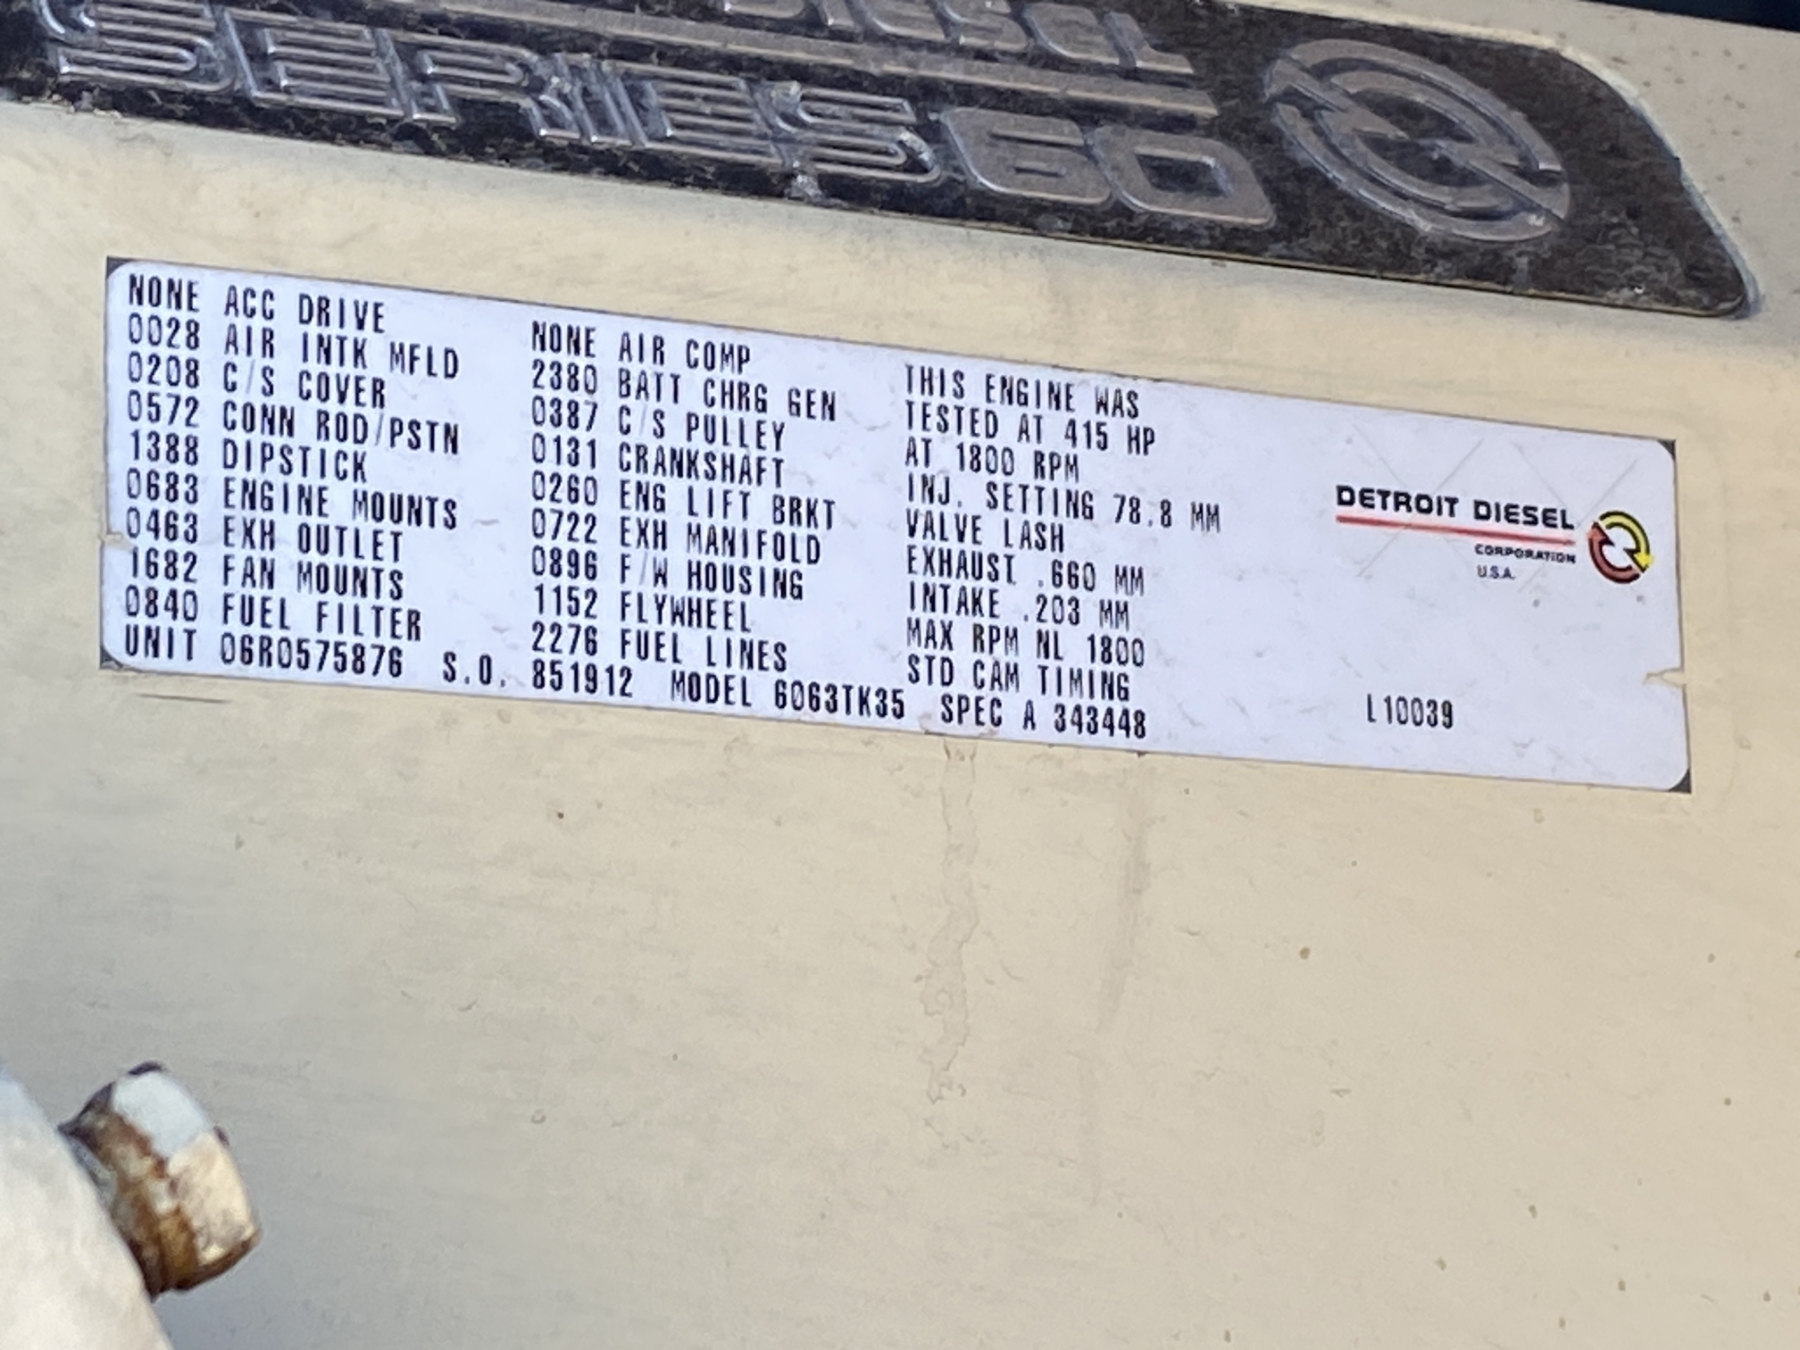 DIESEL
SERIES 60
NONE ACC DRIVE
0028 AIR INTK MFLD
0208 C/S COVER
0572 CONN ROD/PSTN
1388 DIPSTICK
0683 ENGINE MOUNTS
0463 EXH OUTLET
1682 FAN MOUNTS
0840 FUEL FILTER
NONE AIR COMP
2380 BATT CHRG GEN
0387 C/S PULLEY
0131 CRANKSHAFT
0260 ENG LIFT BRKT
0722 EXH MANIFOLD
0896 F/W HOUSING
1152 FLYWHEEL
2276 FUEL LINES
THIS ENGINE WAS
TESTED AT 415 HP
AT 1800 RPM
INJ. SETTING 78.8 MM
VALVE LASH
EXHAUST .660 MM
INTAKE .203 MM
MAX RPM NL 1800
STD CAM TIMING
UNIT 06R0575876 S.O. 851912 MODEL 6063TK35 SPEC A 343448
DETROIT DIESEL
CORPORATION
U.S.A.
L10039